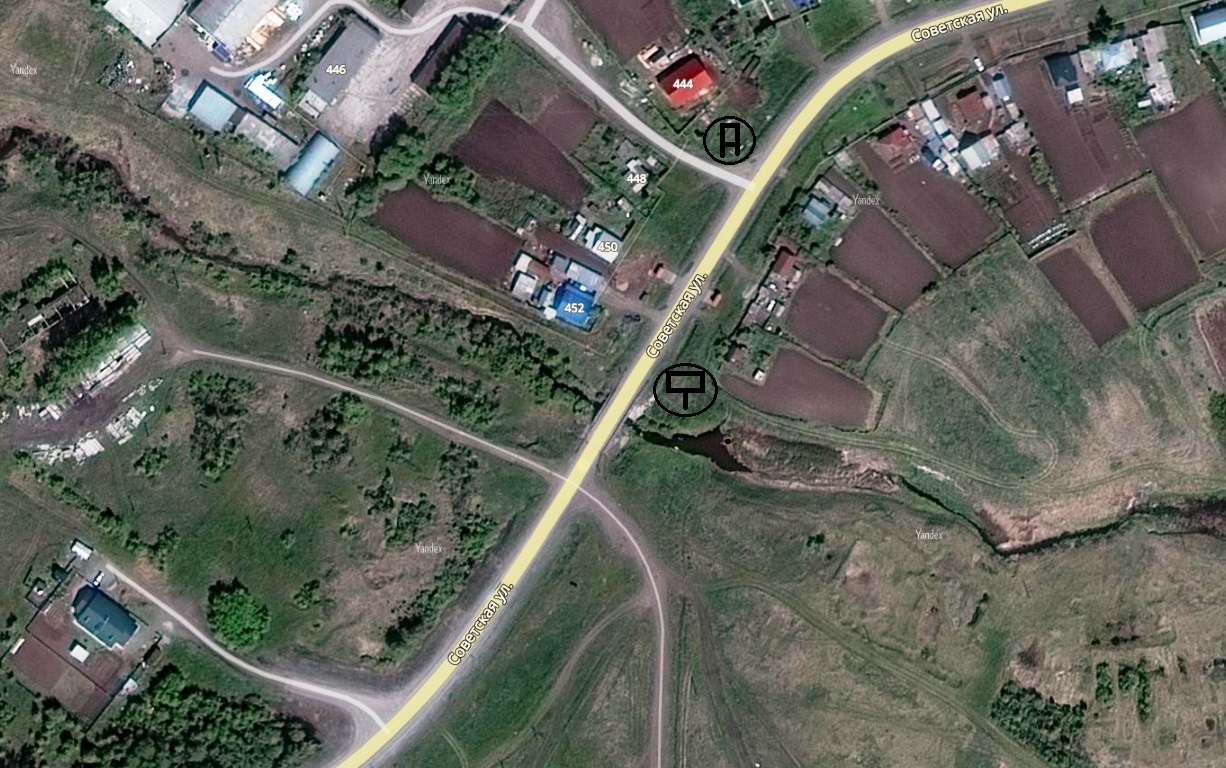 Советская ул.
Yandex
446
444
Yandex
448
Yandex
450
452
Советская ул.
Yandex
Yandex
Советская ул.